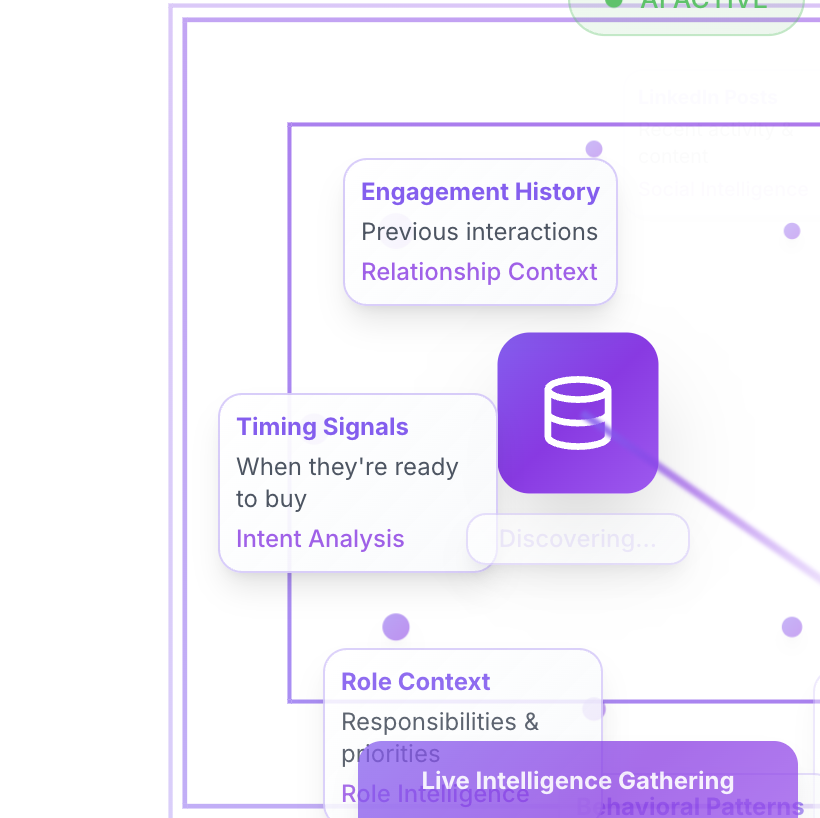 AI ACTIVE
LinkedIn Posts
Recent activity &
content
Social Intelligence
Engagement History
Previous interactions
Relationship Context
Timing Signals
When they're ready
to buy
Intent Analysis
Discovering...
Role Context
Responsibilities &
priorities
Role Intelligence
Live Intelligence Gathering
Behavioral Patterns